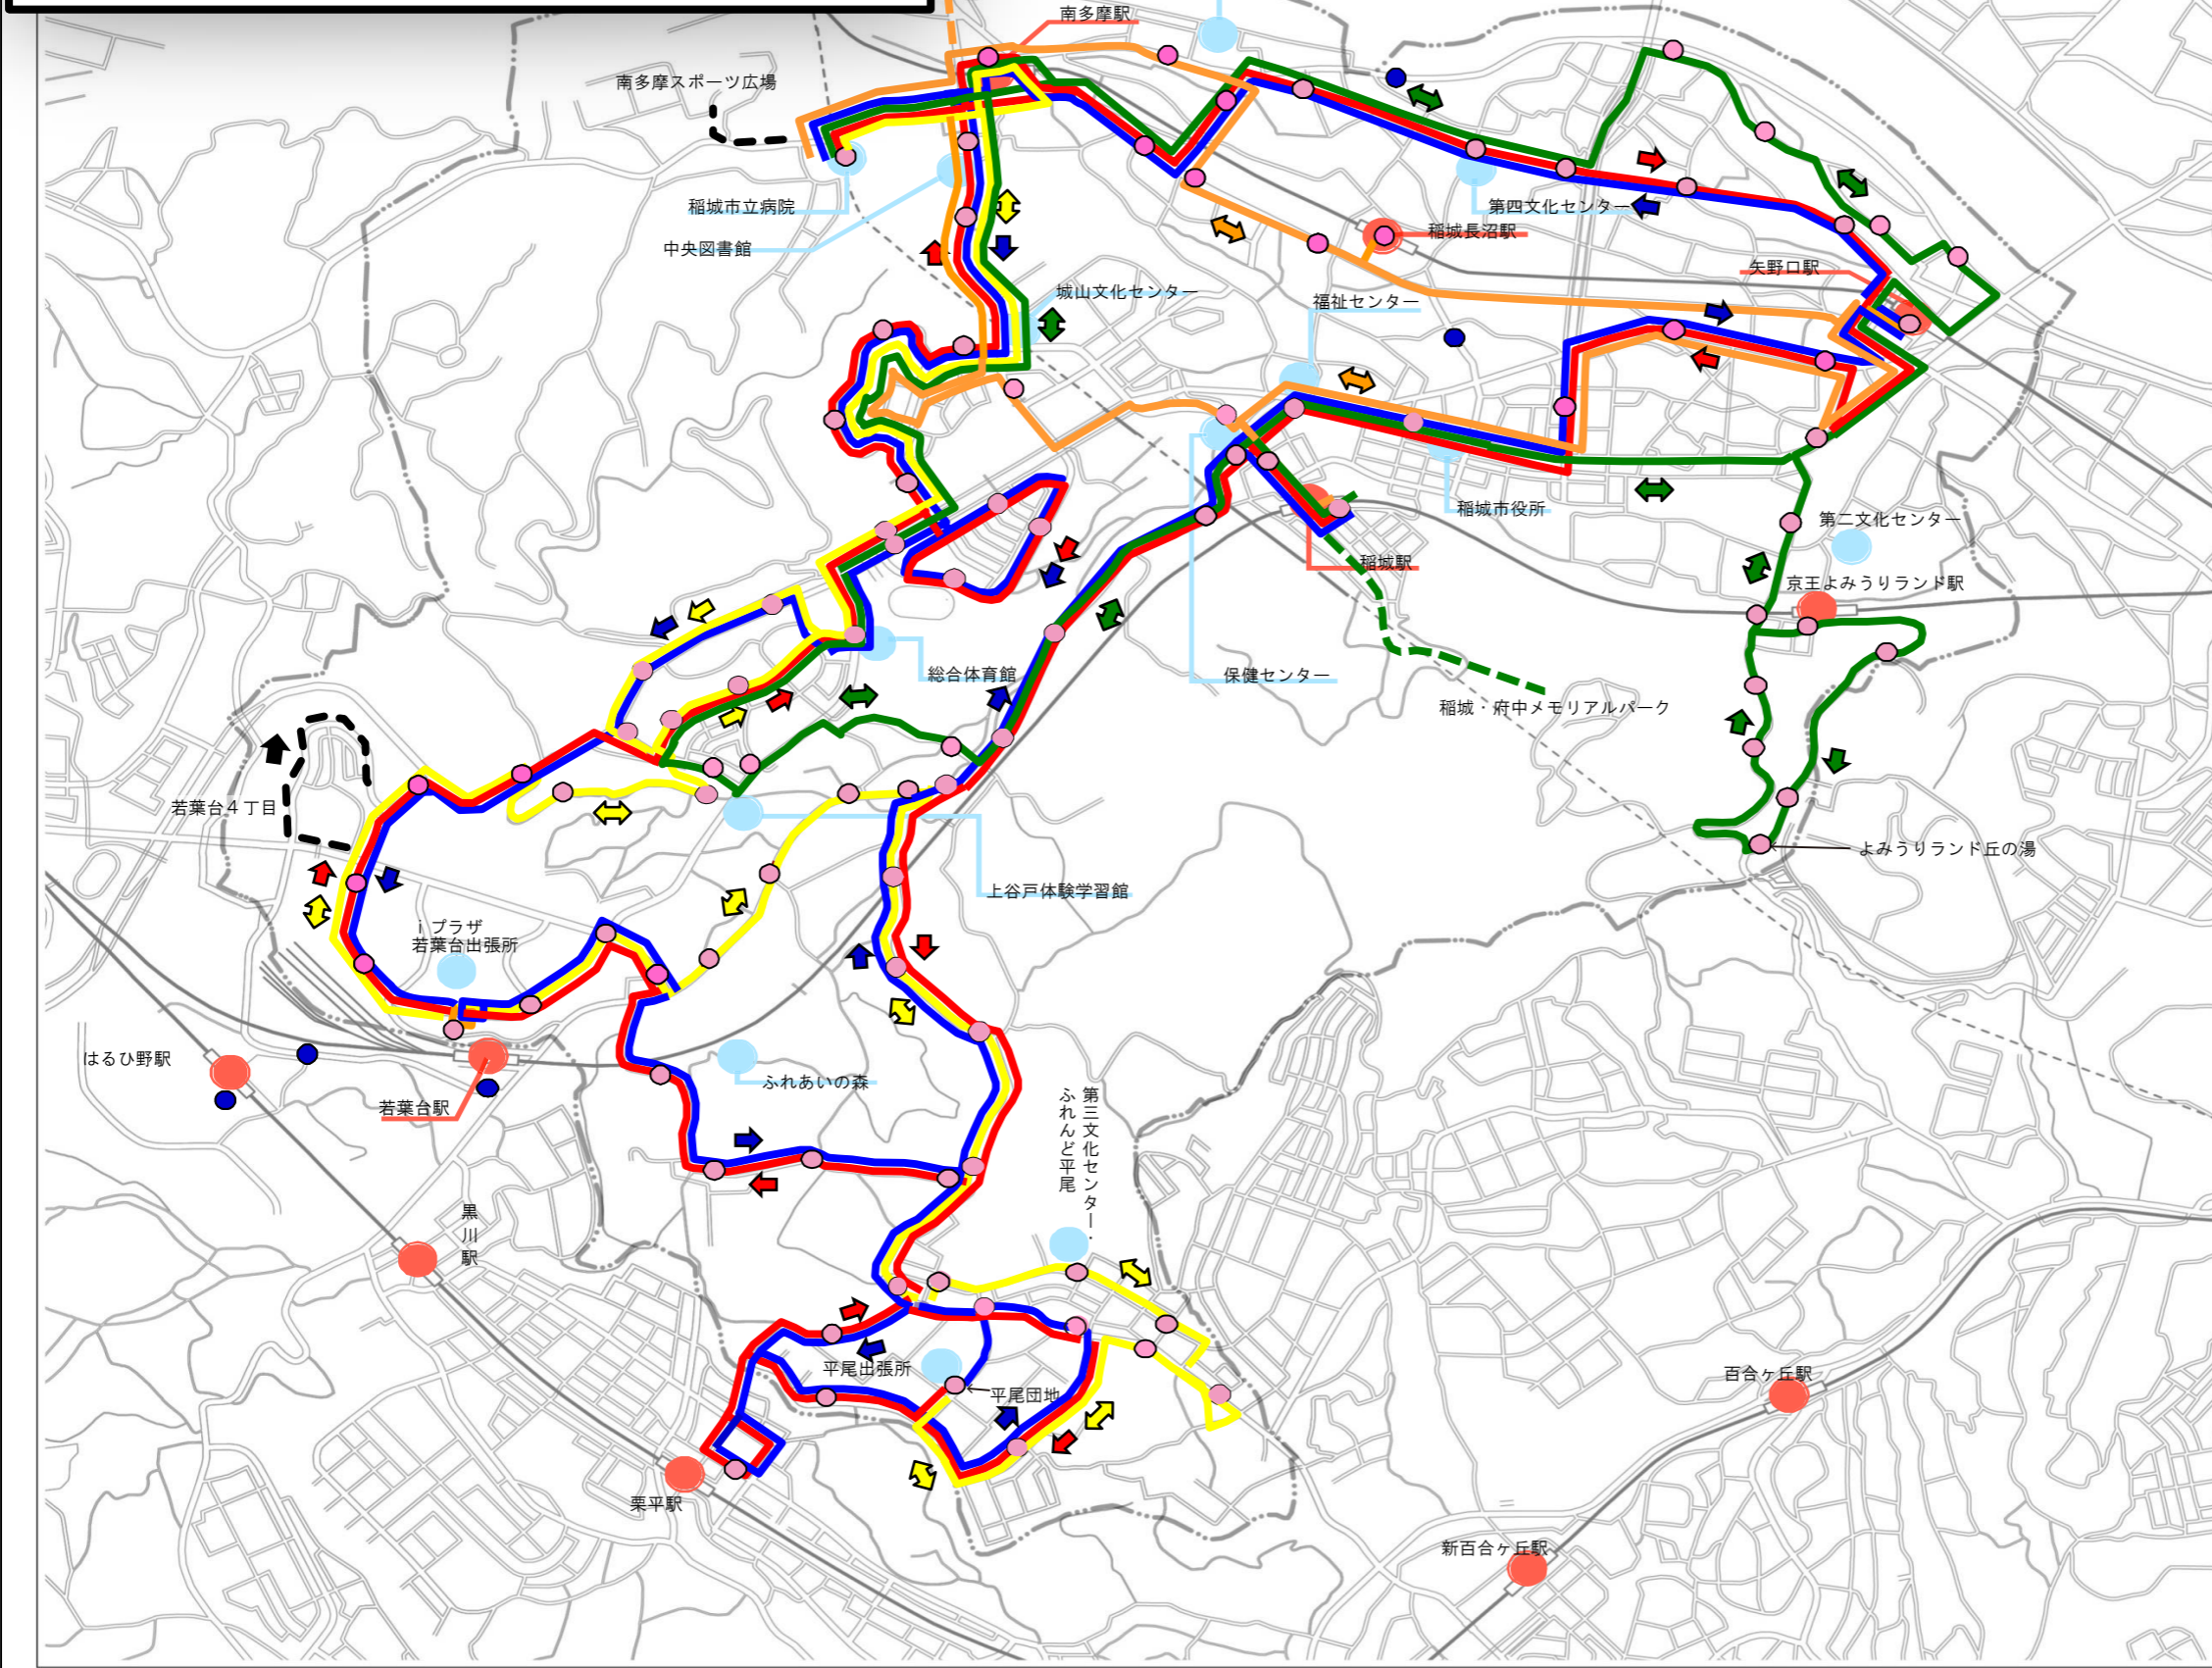 南多摩駅
南多摩スポーツ広場
稲城市立病院
第四文化センター
稲城長沼駅
中央図書館
矢野口駅
城山文化センター
福祉センター
稲城市役所
第二文化センター
稲城駅
京王よみうりランド駅
総合体育館
保健センター
稲城・府中メモリアルパーク
若葉台4丁目
よみうりランド丘の湯
上谷戸体験学習館
iプラザ
若葉台出張所
はるひ野駅
ふれあいの森
若葉台駅
第三文化センター・
ふれんど平尾
黒川駅
平尾出張所
百合ヶ丘駅
平尾団地
栗平駅
新百合ヶ丘駅